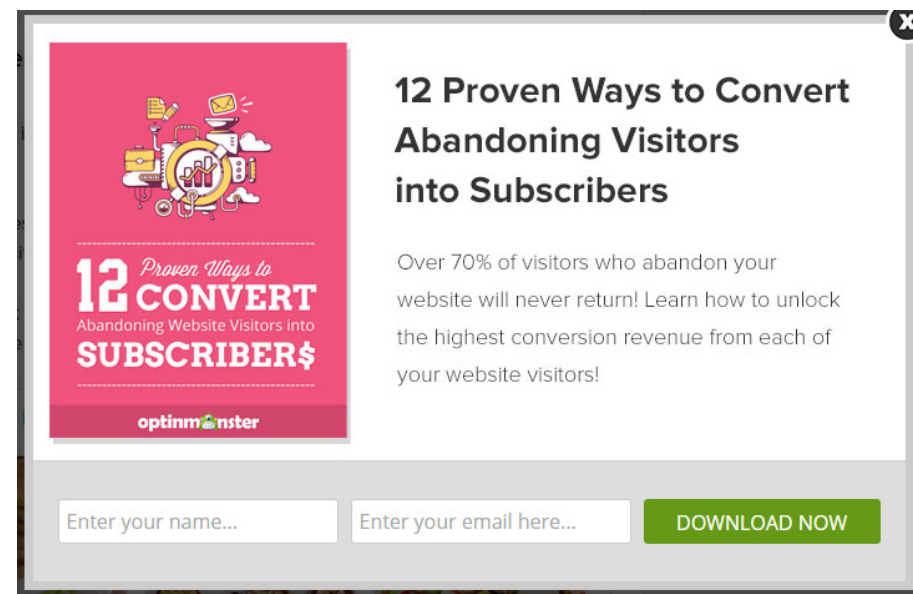 X
12 Proven Ways to Convert
Abandoning Visitors
into Subscribers
Over 70% of visitors who abandon your
website will never return! Learn how to unlock
the highest conversion revenue from each of
your website visitors!
12 Proven Ways to
CONVERT
Abandoning Website Visitors into
SUBSCRIBER$
optinmonster
Enter your name...
Enter your email here...
DOWNLOAD NOW